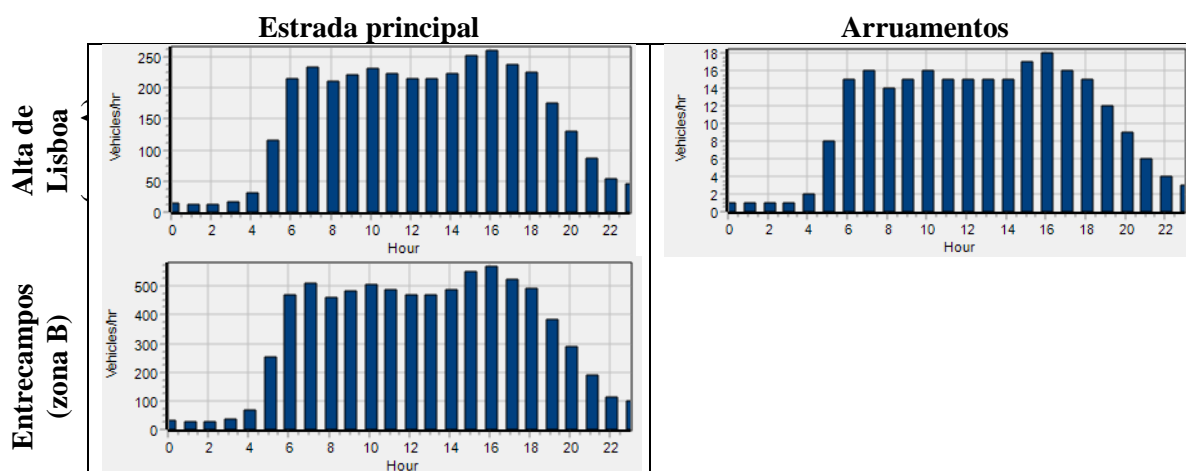 Estrada principal
Arruamentos
Alta de
Lisboa
Vehicles/hr
250
200
150
100
50
0
0 2 4 6 8 10 12 14 16 18 20 22
Hour
Vehicles/hr
18
16
14
12
10
8
6
4
2
0
0 2 4 6 8 10 12 14 16 18 20 22
Hour
Entrecampos
(zona B)
Vehicles/hr
500
400
300
200
100
0
0 2 4 6 8 10 12 14 16 18 20 22
Hour